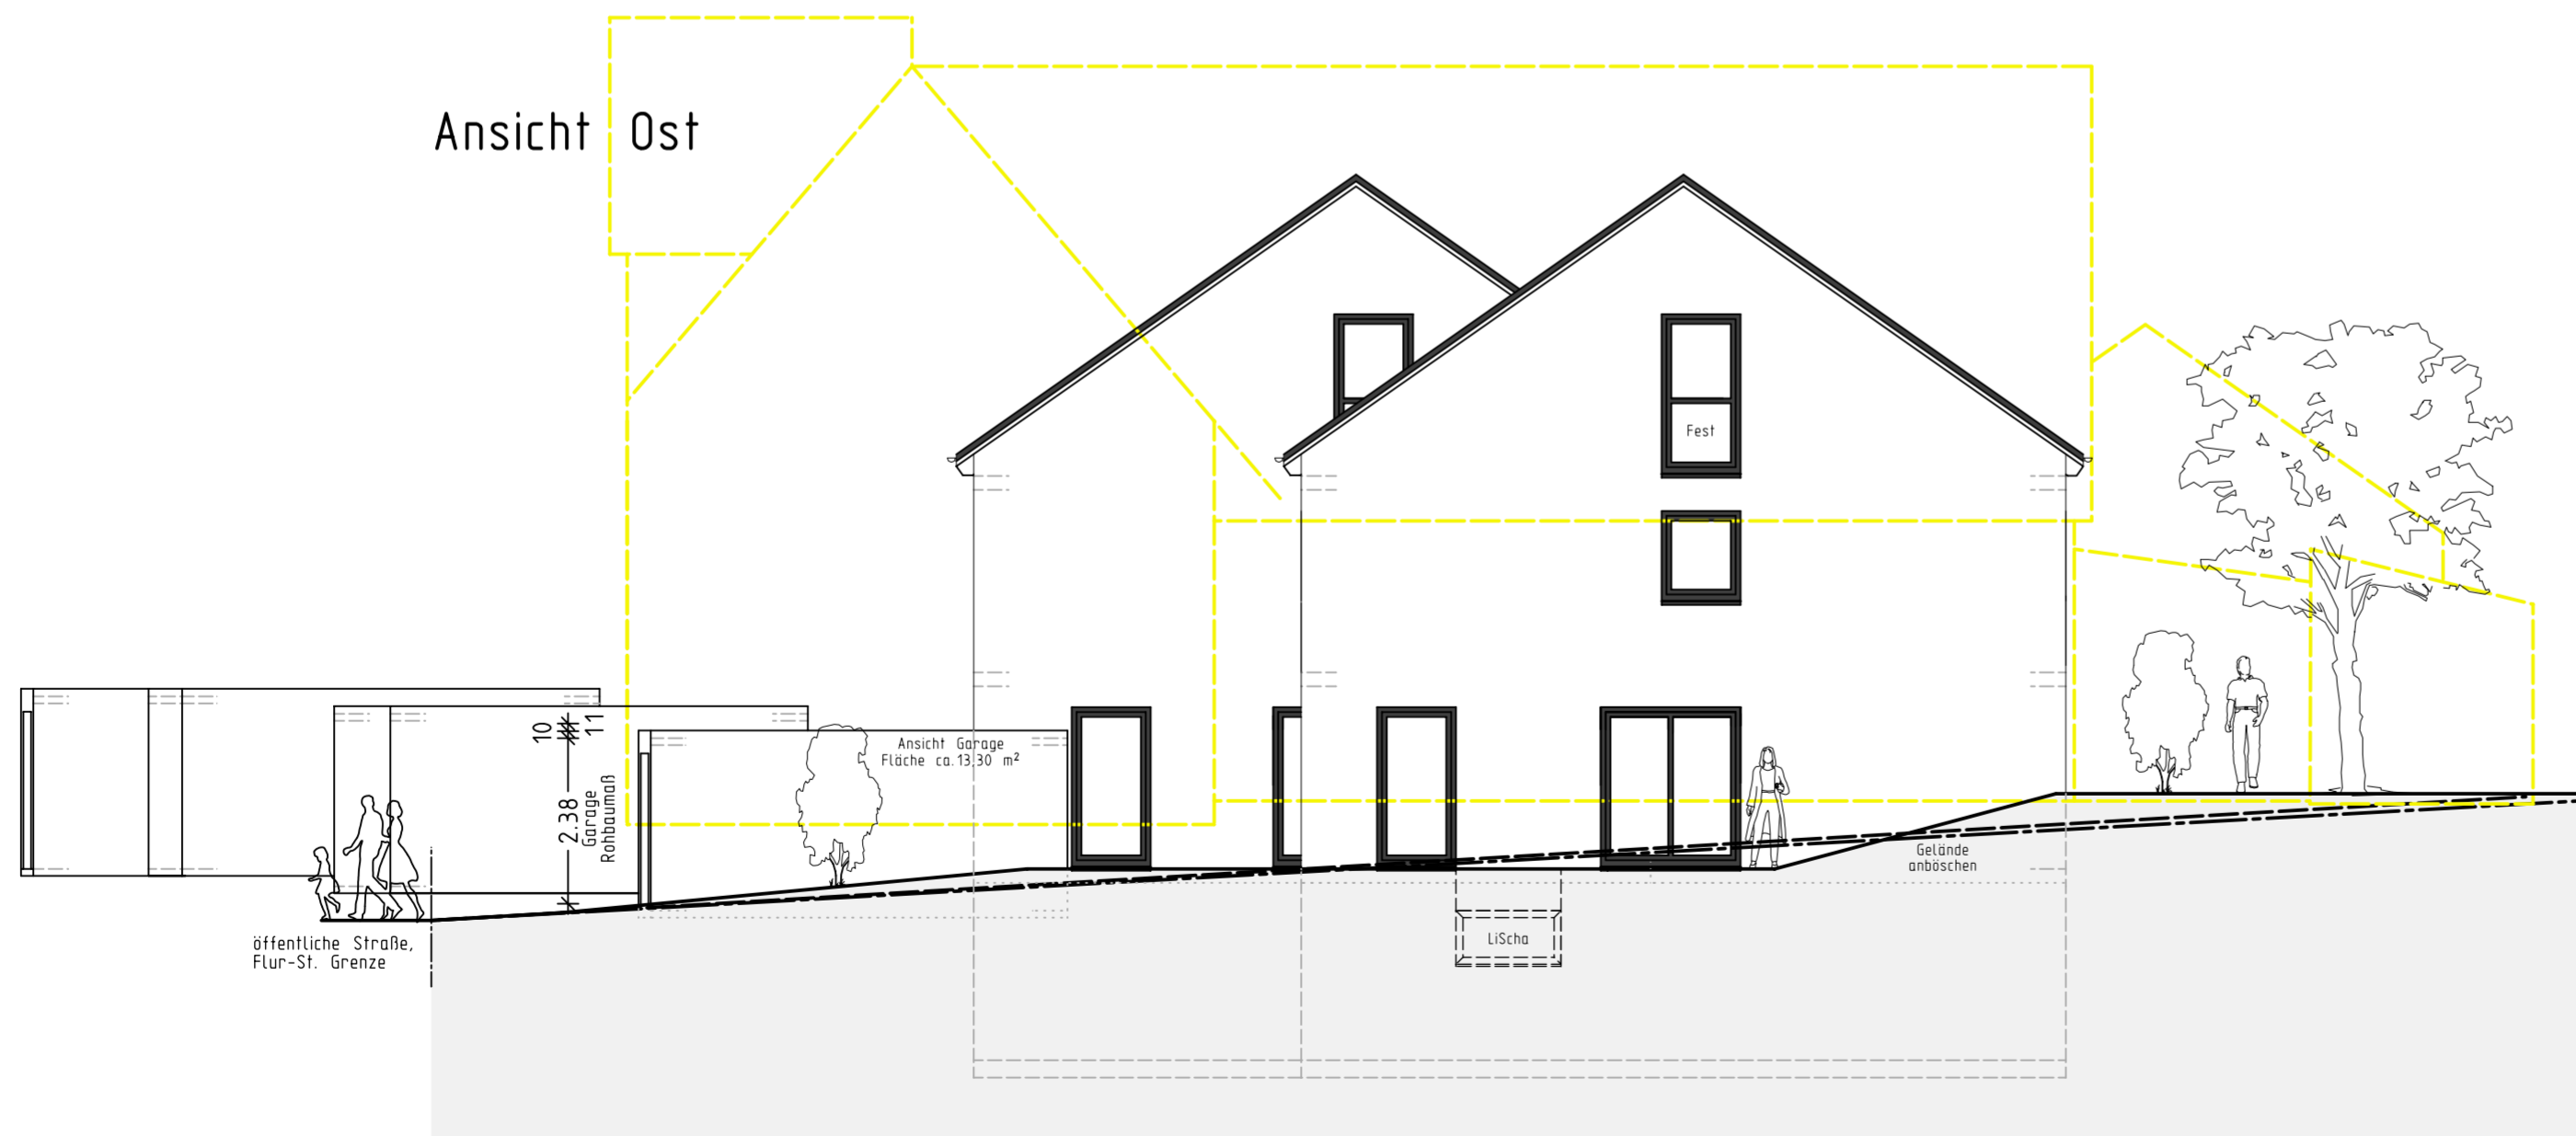 Ansicht Ost
Fest
10
11
2.38
Garage
Rohbaumaß
Ansicht Garage
Fläche ca.13,30 m²
Gelände
anböschen
LiScha
öffentliche Straße,
Flur-St. Grenze